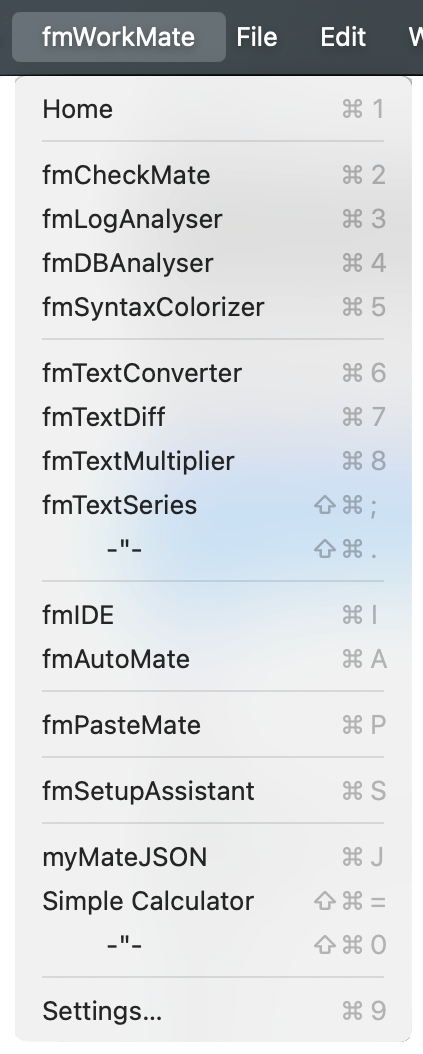 fmWorkMate File Edit
Home ⌘ 1
fmCheckMate ⌘ 2
fmLogAnalyser ⌘ 3
fmDBAnalyser ⌘ 4
fmSyntaxColorizer ⌘ 5
fmTextConverter ⌘ 6
fmTextDiff ⌘ 7
fmTextMultiplier ⌘ 8
fmTextSeries ⇧⌘ ;
-"- ⇧⌘ .
fmIDE ⌘ I
fmAutoMate ⌘ A
fmPasteMate ⌘ P
fmSetupAssistant ⌘ S
myMateJSON ⌘ J
Simple Calculator ⇧⌘ =
-"- ⇧⌘ 0
Settings... ⌘ 9